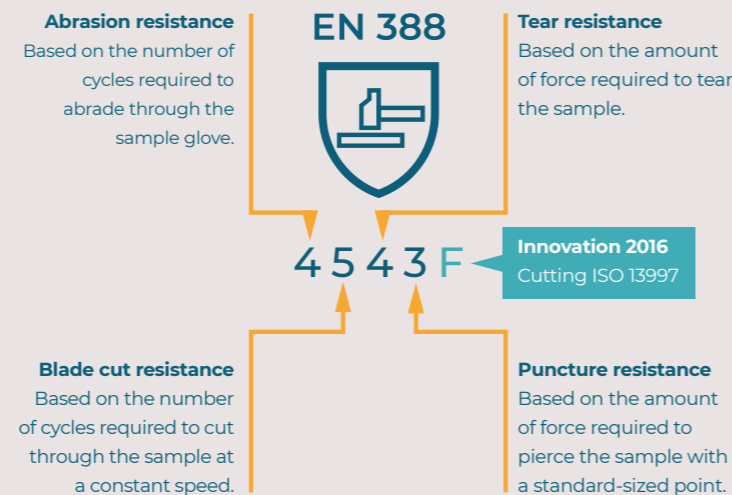 Abrasion resistance
Based on the number of
cycles required to
abrade through the
sample glove.
EN 388
Tear resistance
Based on the amount
of force required to tear
the sample.
4 5 4 3 F
Innovation 2016
Cutting ISO 13997
Blade cut resistance
Based on the number
of cycles required to cut
through the sample at
a constant speed.
Puncture resistance
Based on the amount
of force required to
pierce the sample with
a standard-sized point.